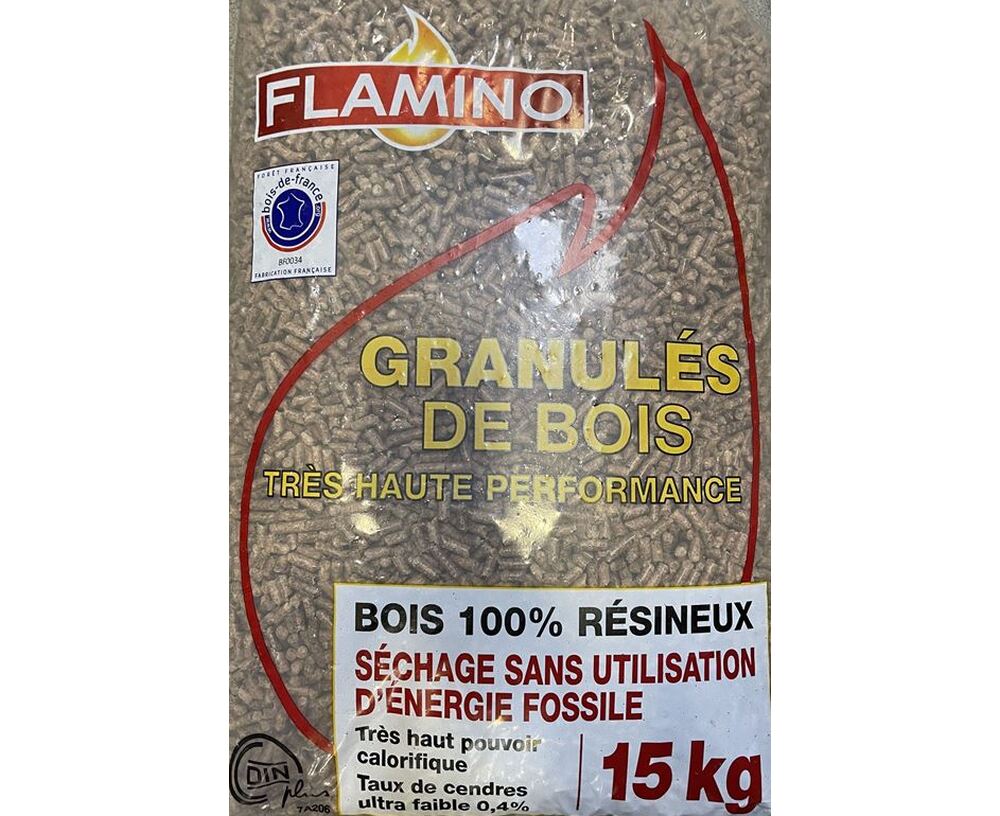 FLAMINO
FORÊT FRANÇAISE
bois-de-france
BF0034
FABRICATION FRANÇAISE
GRANULÉS
DE BOIS
TRÈS HAUTE PERFORMANCE
BOIS 100% RÉSINEUX
SÉCHAGE SANS UTILISATION
D'ÉNERGIE FOSSILE
Très haut pouvoir
calorifique
Taux de cendres
ultra faible 0,4%
15 kg
DIN
plus
7A206